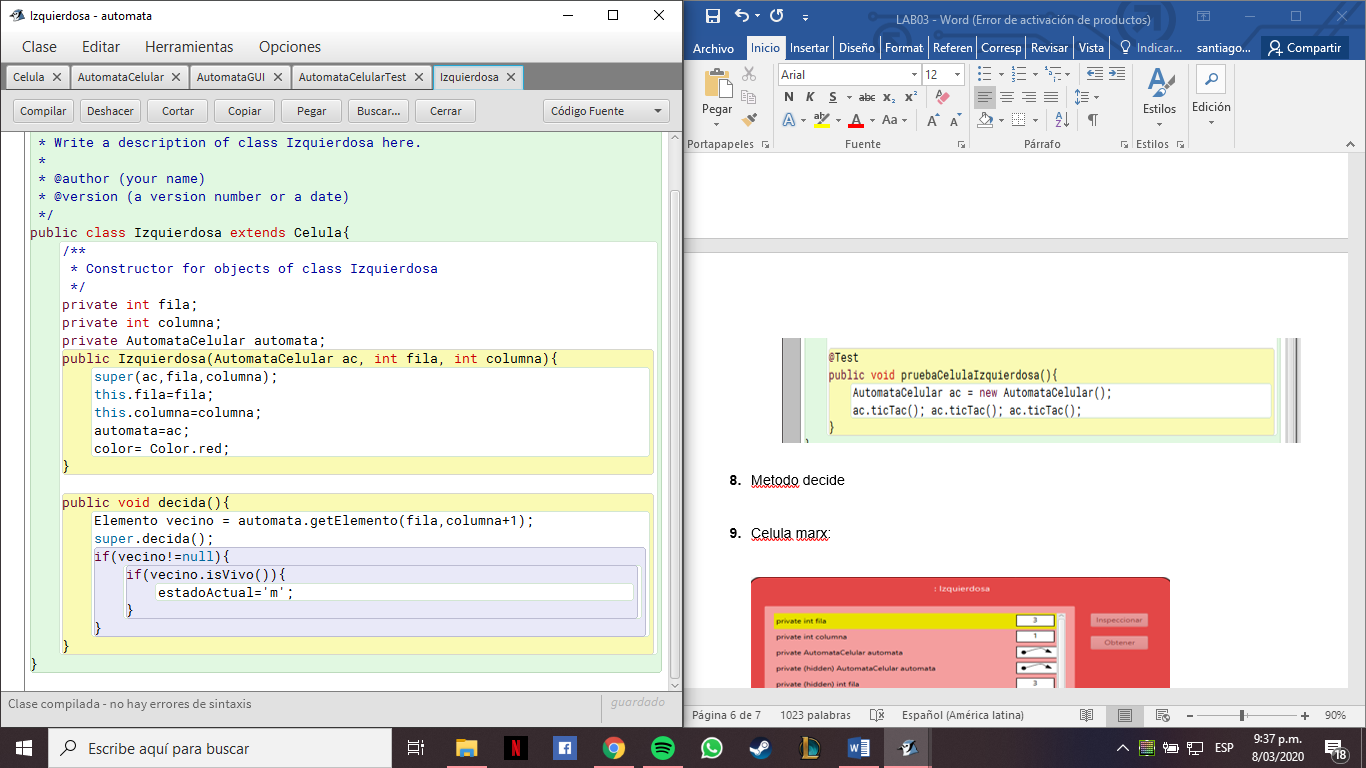 Izquierdosa - automata
Clase Editar Herramientas Opciones
Celula AutomataCelular AutomataGUI AutomataCelularTest Izquierdosa
Compilar Deshacer Cortar Copiar Pegar Buscar... Cerrar Código Fuente
* Write a description of class Izquierdosa here.
*
* @author (your name)
* @version (a version number or a date)
*/
public class Izquierdosa extends Celula{
/**
* Constructor for objects of class Izquierdosa
*/
private int fila;
private int columna;
private AutomataCelular automata;
public Izquierdosa(AutomataCelular ac, int fila, int columna){
super(ac,fila,columna);
this.fila=fila;
this.columna=columna;
automata=ac;
color= Color.red;
}
public void decida(){
Elemento vecino = automata.getElemento(fila,columna+1);
super.decida();
if(vecino!=null){
if(vecino.isVivo()){
estadoActual='m';
}
}
}
}
Clase compilada - no hay errores de sintaxis
guardado
LAB03 - Word (Error de activación de productos)
Archivo Inicio Insertar Diseño Format Referen Corresp Revisar Vista Indicar... santiago... Compartir
Pegar
Arial 12
N K S abc x₂ x²
A ab A Aa A A
Estilos
Edición
Portapapeles Fuente Párrafo Estilos
@Test
public void pruebaCelulaIzquierdosa(){
AutomataCelular ac = new AutomataCelular();
ac.ticTac(); ac.ticTac(); ac.ticTac();
}
8. Metodo decide
9. Celula marx:
: Izquierdosa
private int fila 3
private int columna 1
private AutomataCelular automata
private (hidden) AutomataCelular automata
private (hidden) int fila 3
Inspeccionar
Obtener
Página 6 de 7 1023 palabras Español (América latina) 90%
Escribe aquí para buscar
ESP
9:37 p.m.
8/03/2020
18